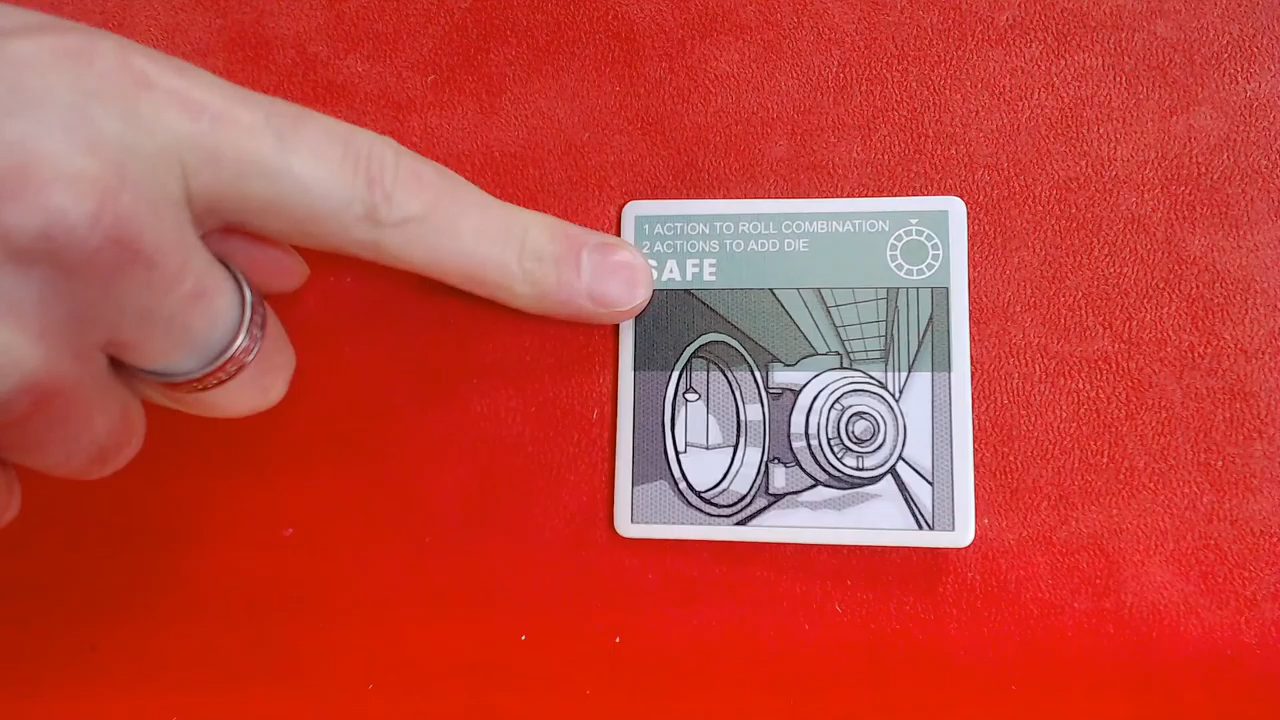 1 ACTION TO ROLL COMBINATION
2 ACTIONS TO ADD DIE
SAFE